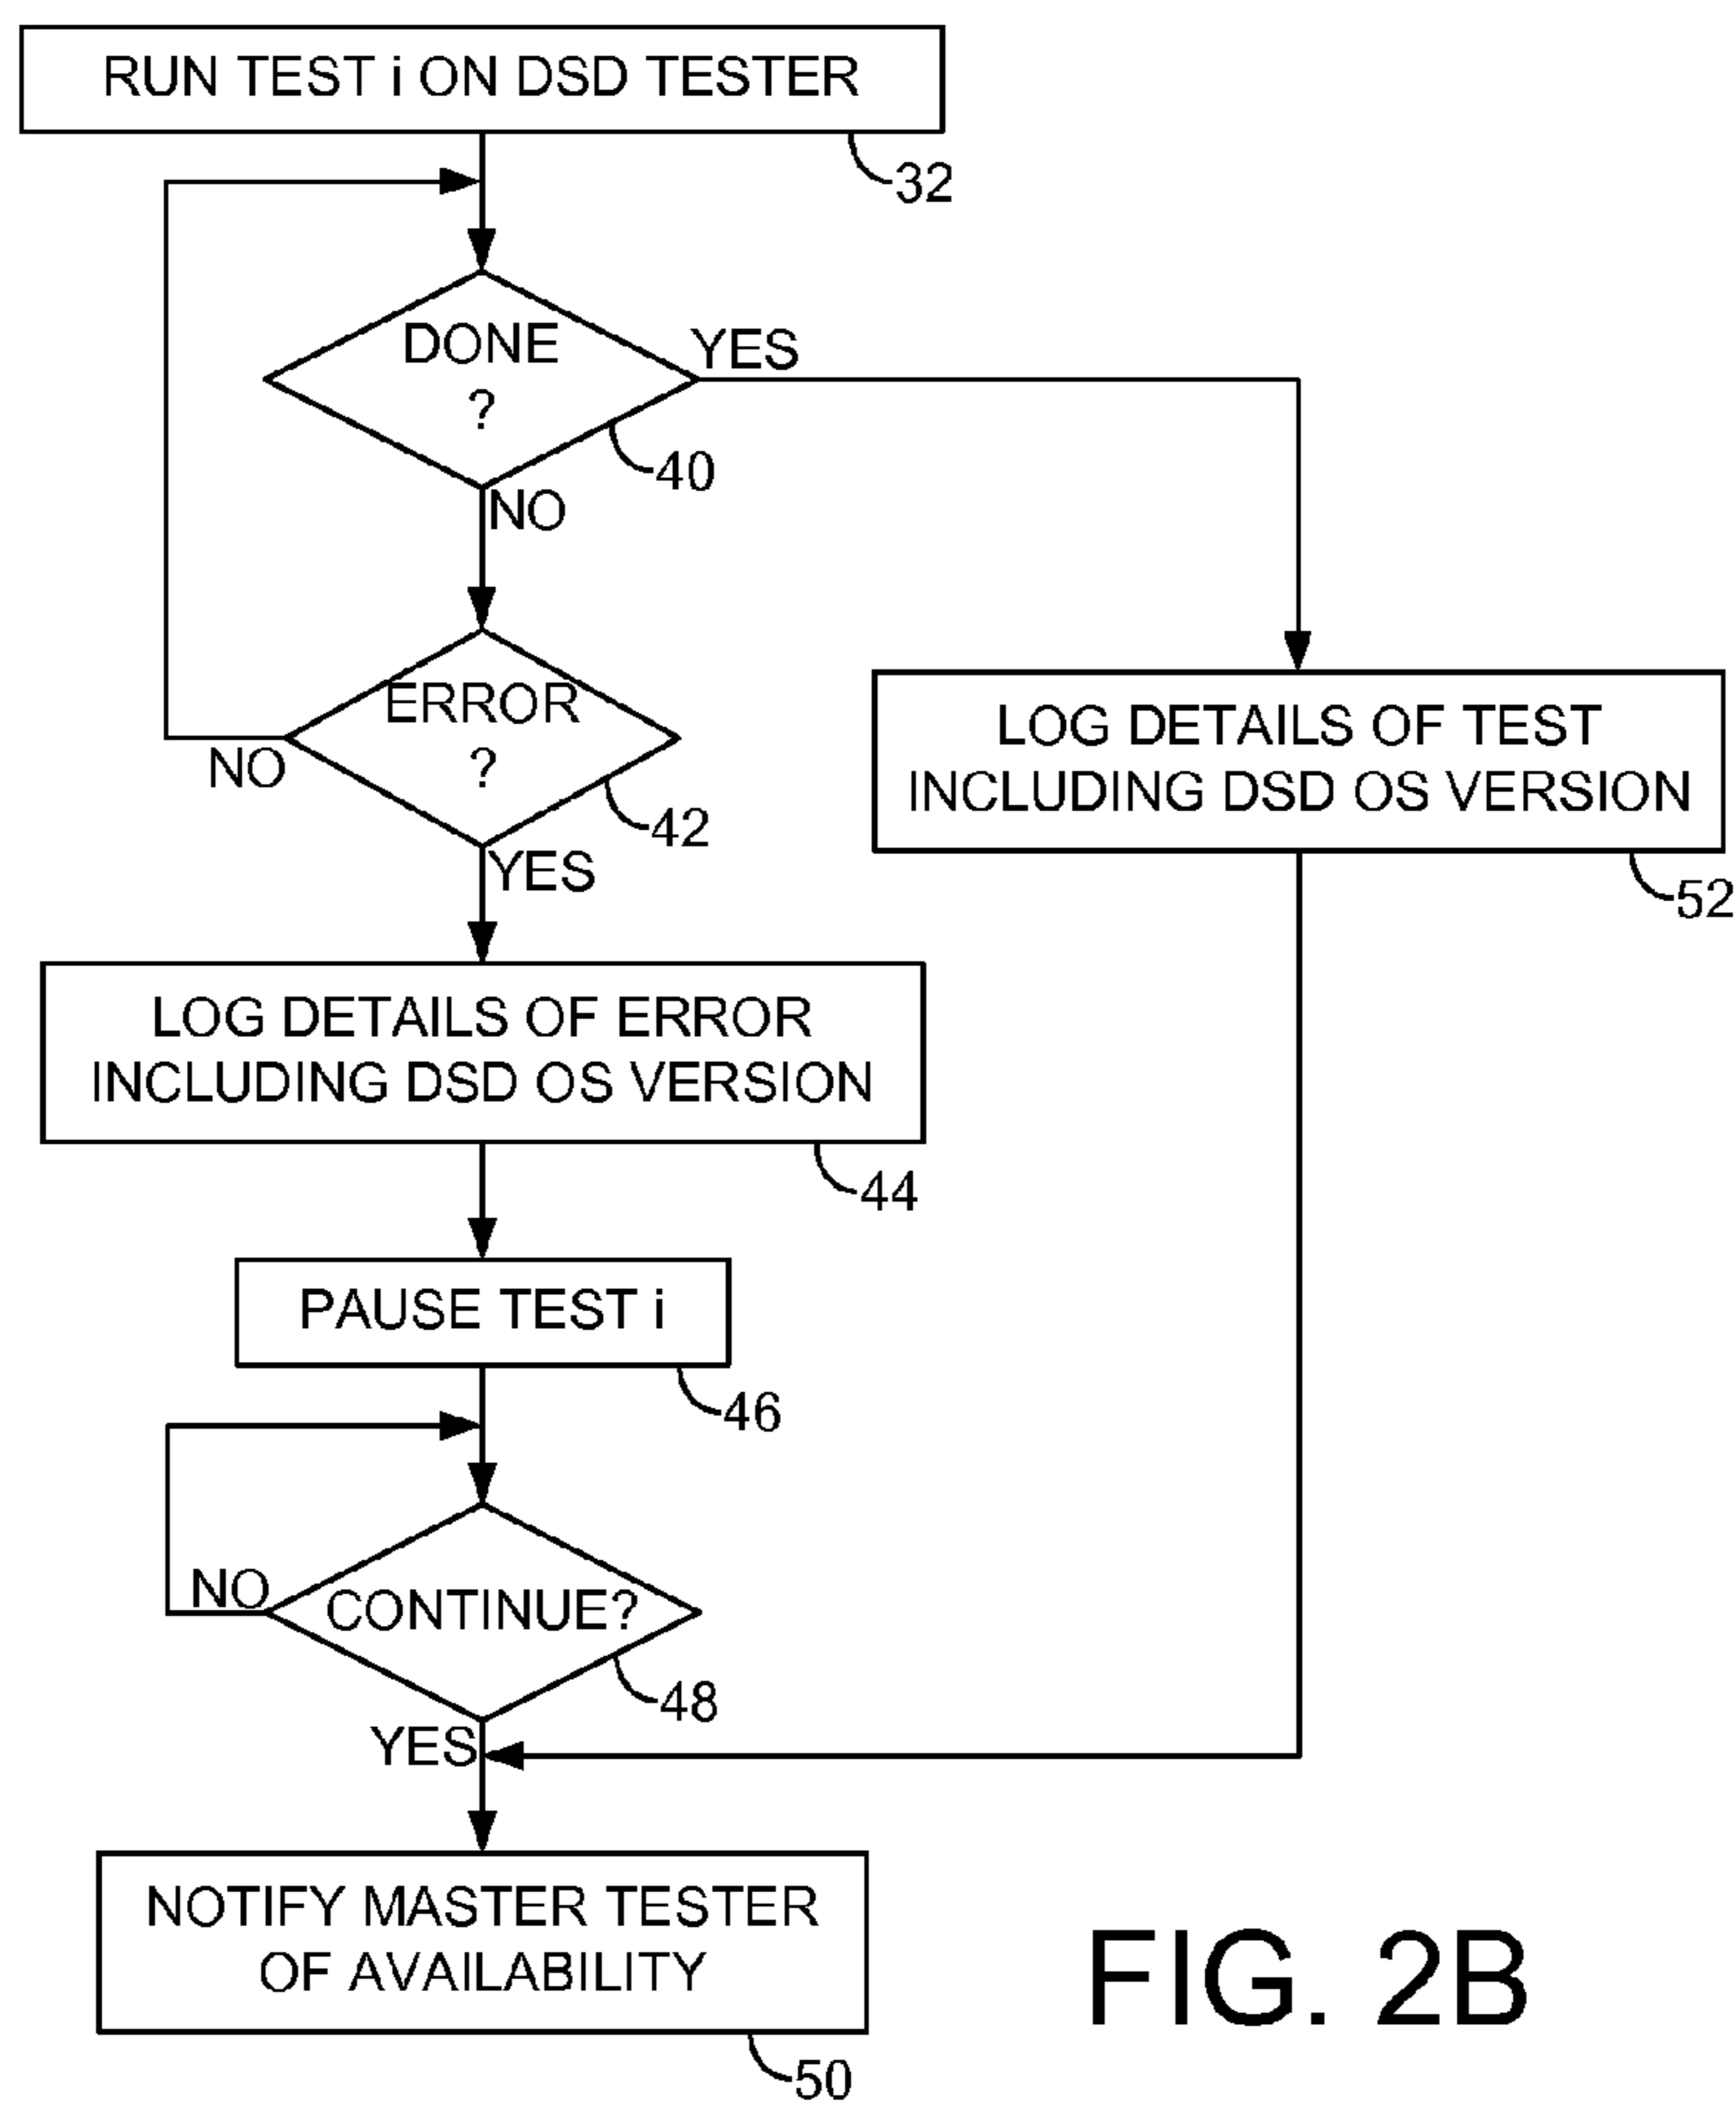 RUN TEST i ON DSD TESTER
32
DONE
?
YES
40
NO
ERROR
?
NO
42
YES
LOG DETAILS OF TEST
INCLUDING DSD OS VERSION
52
LOG DETAILS OF ERROR
INCLUDING DSD OS VERSION
44
PAUSE TEST i
46
NO
CONTINUE?
48
YES
NOTIFY MASTER TESTER
OF AVAILABILITY
50
FIG. 2B